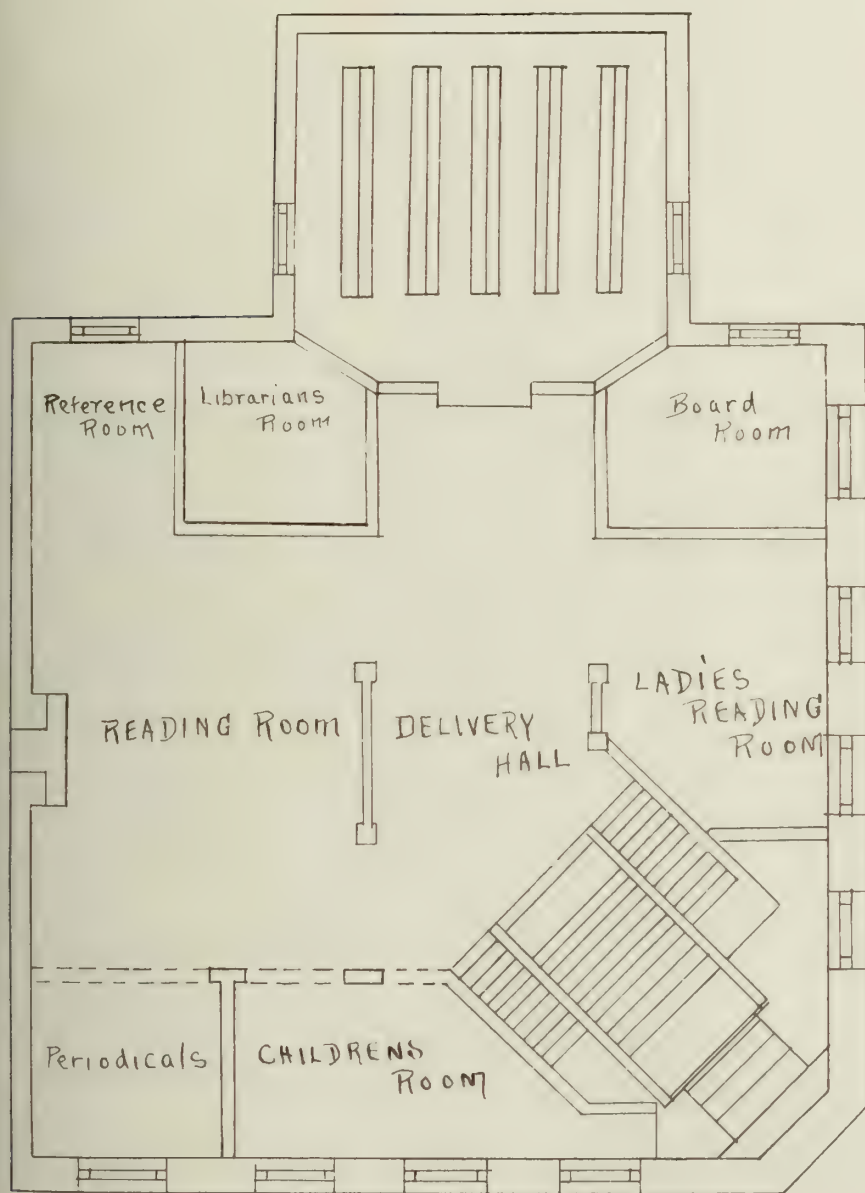 Reference
Room
Librarians
Room
Board
Room
READING Room
DELIVERY
HALL
LADIES
READING
ROOM
Periodicals
CHILDRENS
ROOM